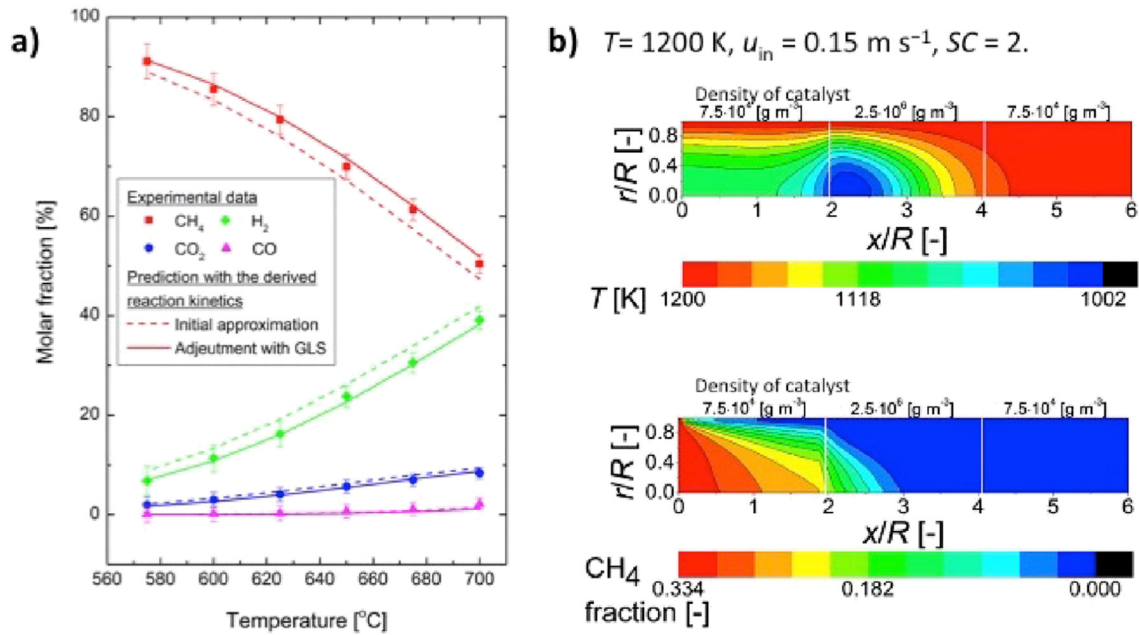 a)
100
80
60
40
20
0
Molar fraction [%]
Experimental data
CH4 H2
CO2 CO
Prediction with the derived
reaction kinetics
Initial approximation
Adjeutment with GLS
560 580 600 620 640 660 680 700
Temperature [°C]
b) T= 1200 K, uin = 0.15 m s−1, SC = 2.
Density of catalyst
7.5·10⁴ [g m-3] 2.5·10⁶ [g m-3] 7.5·10⁴ [g m-3]
r/R [-]
0.8
0.4
0.0
0 1 2 3 4 5 6
x/R [-]
T [K]
1200 1118 1002
Density of catalyst
7.5·10⁴ [g m-3] 2.5·10⁶ [g m-3] 7.5·10⁴ [g m-3]
r/R [-]
0.8
0.4
0.0
0 1 2 3 4 5 6
x/R [-]
CH4
0.334 0.182 0.000
fraction [-]